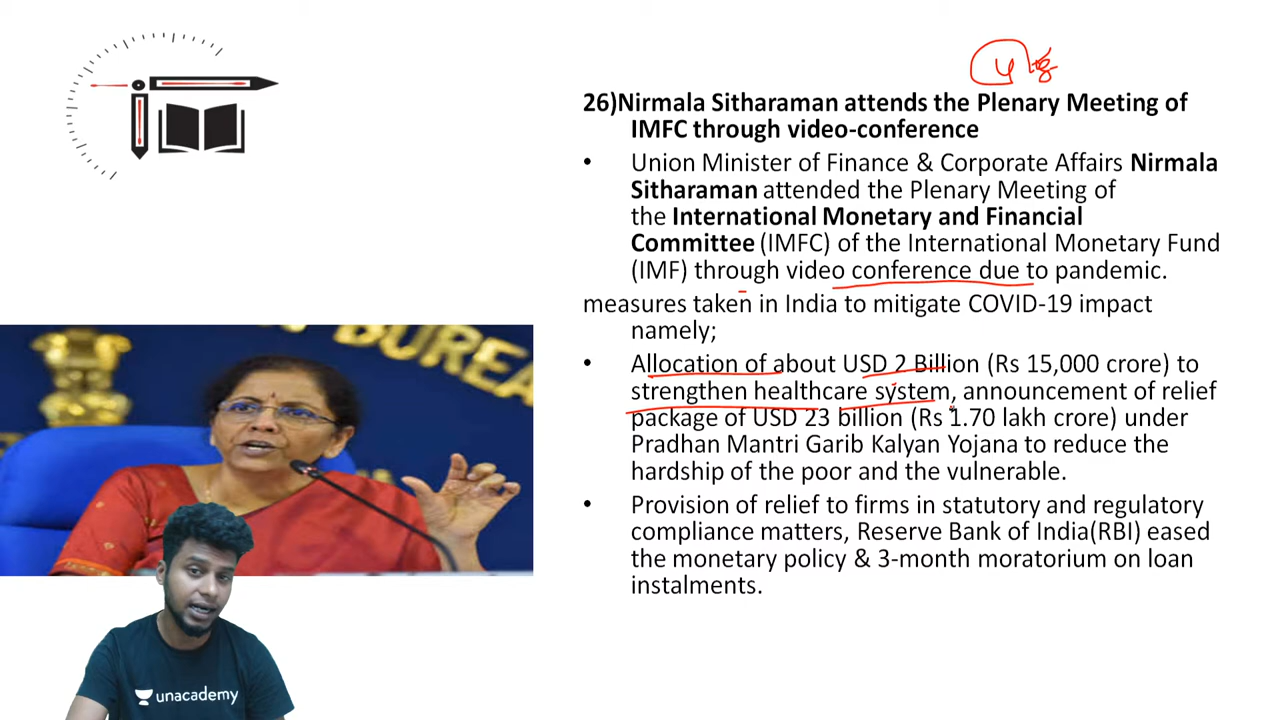 26)Nirmala Sitharaman attends the Plenary Meeting of
IMFC through video-conference
• Union Minister of Finance & Corporate Affairs Nirmala
Sitharaman attended the Plenary Meeting of
the International Monetary and Financial
Committee (IMFC) of the International Monetary Fund
(IMF) through video conference due to pandemic.
measures taken in India to mitigate COVID-19 impact
namely;
• Allocation of about USD 2 Billion (Rs 15,000 crore) to
strengthen healthcare system, announcement of relief
package of USD 23 billion (Rs 1.70 lakh crore) under
Pradhan Mantri Garib Kalyan Yojana to reduce the
hardship of the poor and the vulnerable.
• Provision of relief to firms in statutory and regulatory
compliance matters, Reserve Bank of India(RBI) eased
the monetary policy & 3-month moratorium on loan
instalments.
BUREA
unacademy